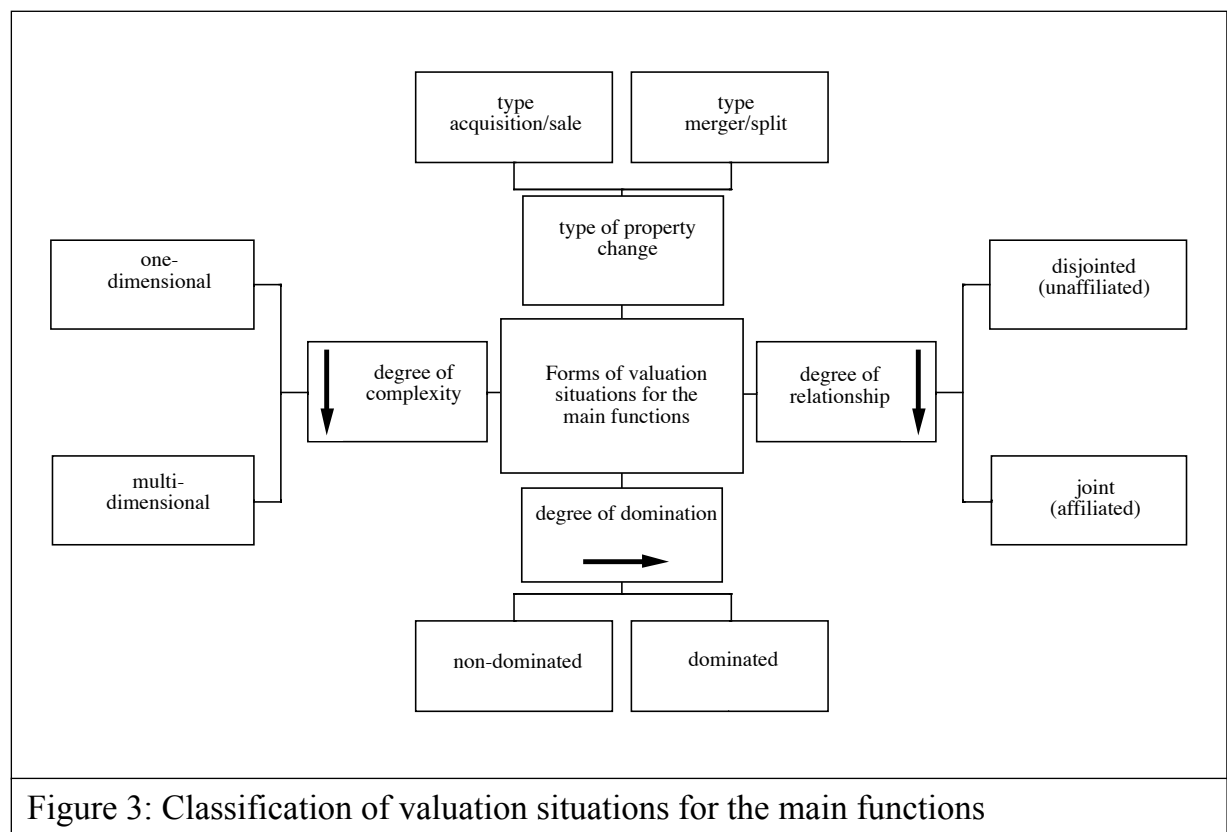 type
acquisition/sale
type
merger/split
type of property
change
one-
dimensional
disjointed
(unaffiliated)
degree of
complexity
Forms of valuation
situations for the
main functions
degree of
relationship
multi-
dimensional
joint
(affiliated)
degree of domination
non-dominated
dominated
Figure 3: Classification of valuation situations for the main functions